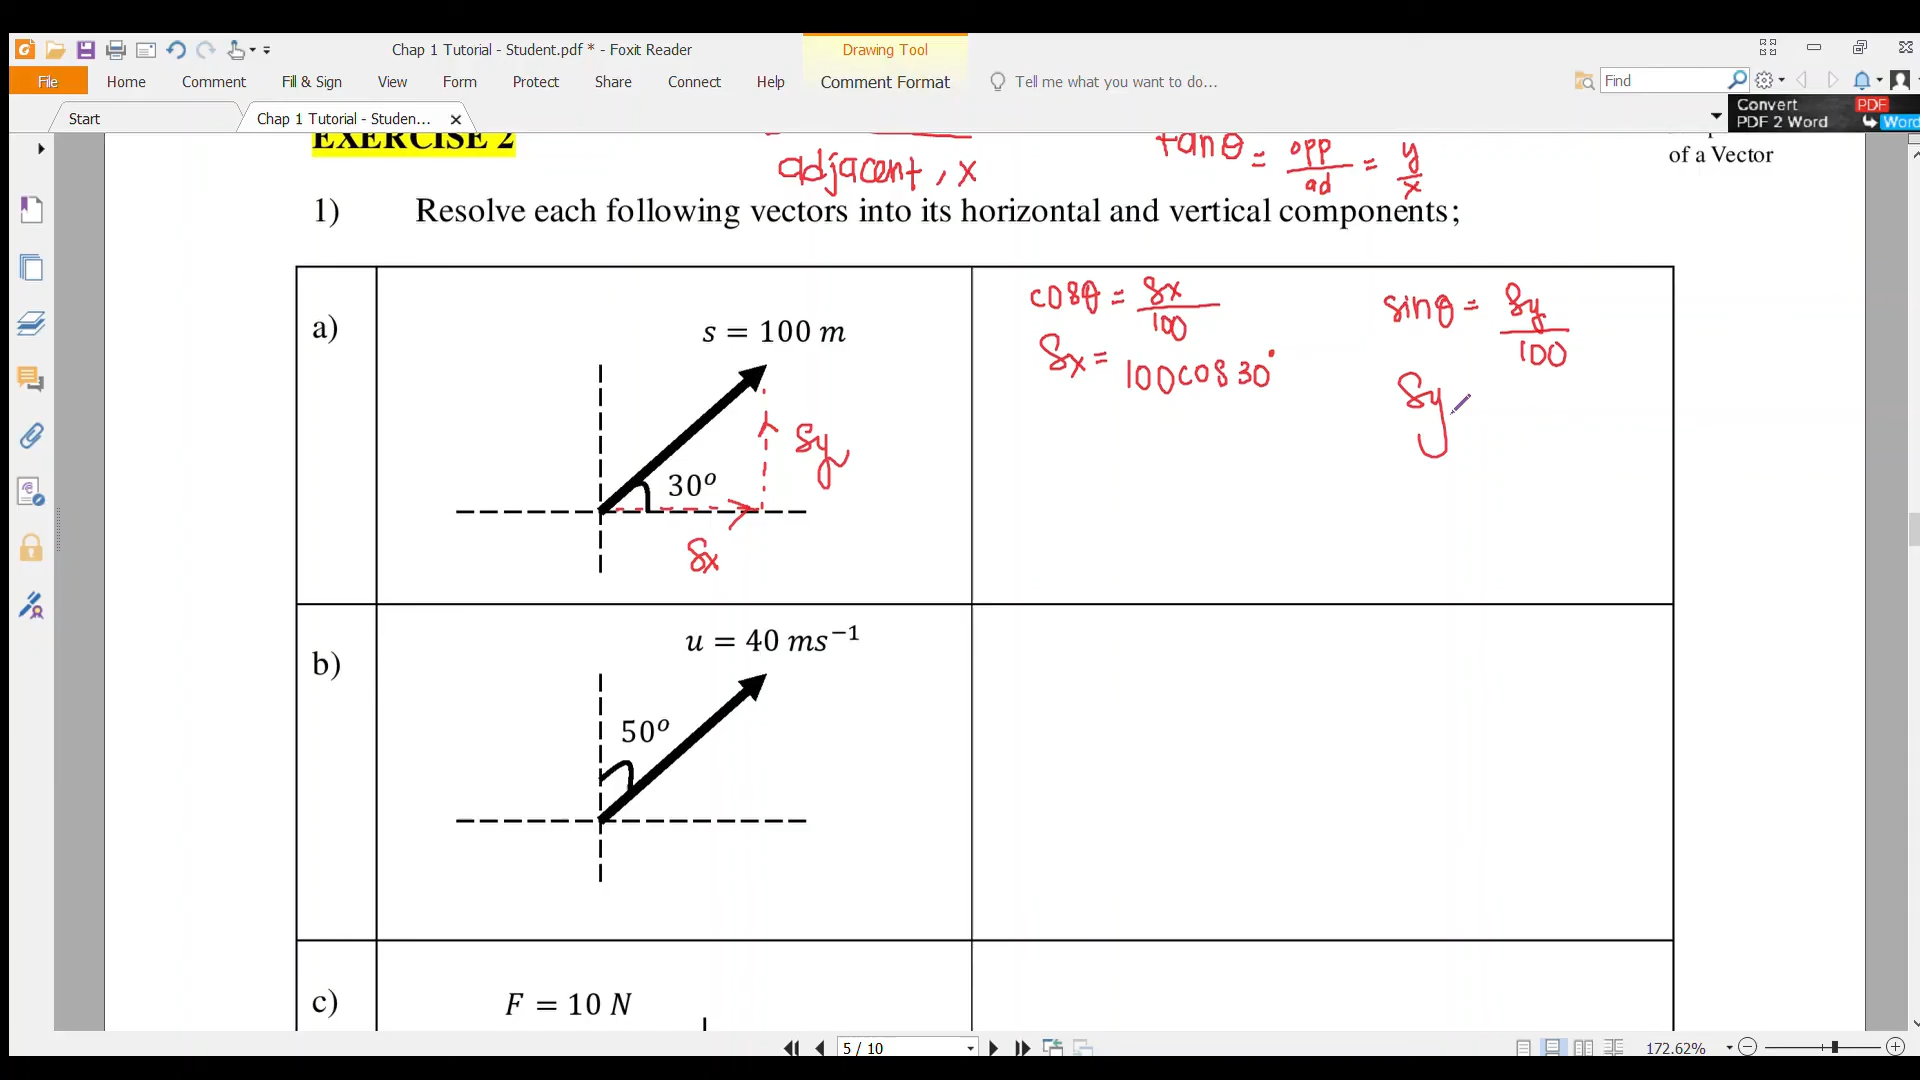 Chap 1 Tutorial - Student.pdf * - Foxit Reader
Drawing Tool
File Home Comment Fill & Sign View Form Protect Share Connect Help Comment Format Tell me what you want to do... Find
Start Chap 1 Tutorial - Studen...
Convert PDF
PDF 2 Word Word
of a Vector
EXERCISE 2
adjacent, x
tanθ = opp/ad = y/x
1) Resolve each following vectors into its horizontal and vertical components;
a)
s = 100 m
30°
Sy
Sx
cosθ = Sx/100
Sx = 100cos30°
sinθ = Sy/100
Sy
b)
u = 40 ms⁻¹
50°
c)
F = 10 N
5 / 10
172.62%